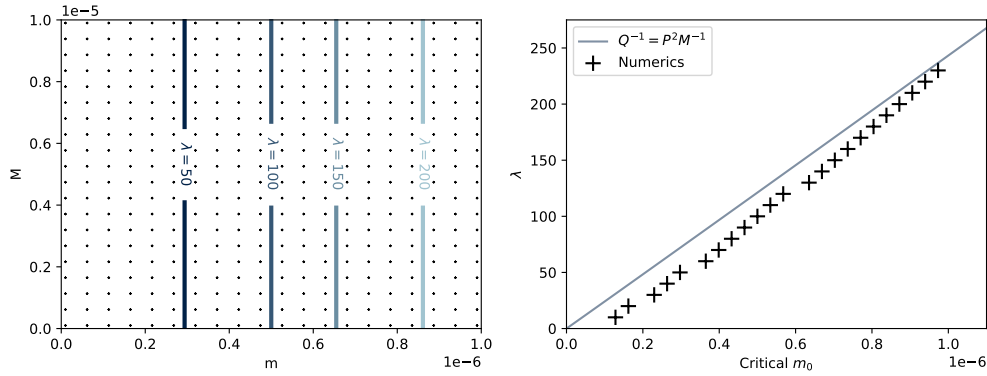 1e−5
1.0
0.8
0.6
0.4
0.2
0.0
M
λ = 50
λ = 100
λ = 150
λ = 200
0.0 0.2 0.4 0.6 0.8 1.0
1e−6
m
250
200
150
100
50
0
λ
Q⁻¹ = P²M⁻¹
Numerics
0.0 0.2 0.4 0.6 0.8 1.0
1e−6
Critical m₀